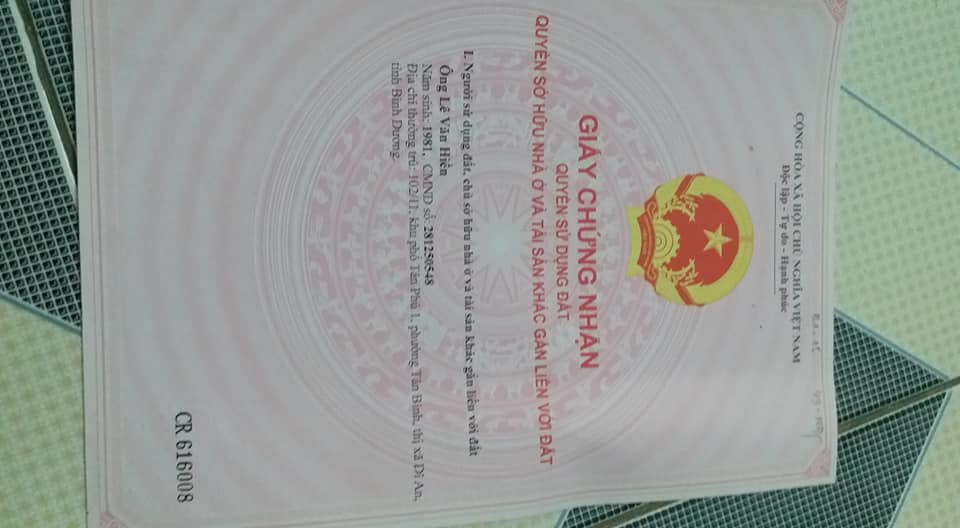 CỘNG HÒA XÃ HỘI CHỦ NGHĨA VIỆT NAM
Độc lập - Tự do - Hạnh phúc
GIẤY CHỨNG NHẬN
QUYỀN SỬ DỤNG ĐẤT
QUYỀN SỞ HỮU NHÀ Ở VÀ TÀI SẢN KHÁC GẮN LIỀN VỚI ĐẤT
I. Người sử dụng đất, chủ sở hữu nhà ở và tài sản khác gắn liền với đất
Ông Lê Văn Hiền
Năm sinh: 1981, CMND số: 281250548
Địa chỉ thường trú: 102/11, khu phố Tân Phú 1, phường Tân Bình, thị xã Dĩ An,
tỉnh Bình Dương.
CR 616008